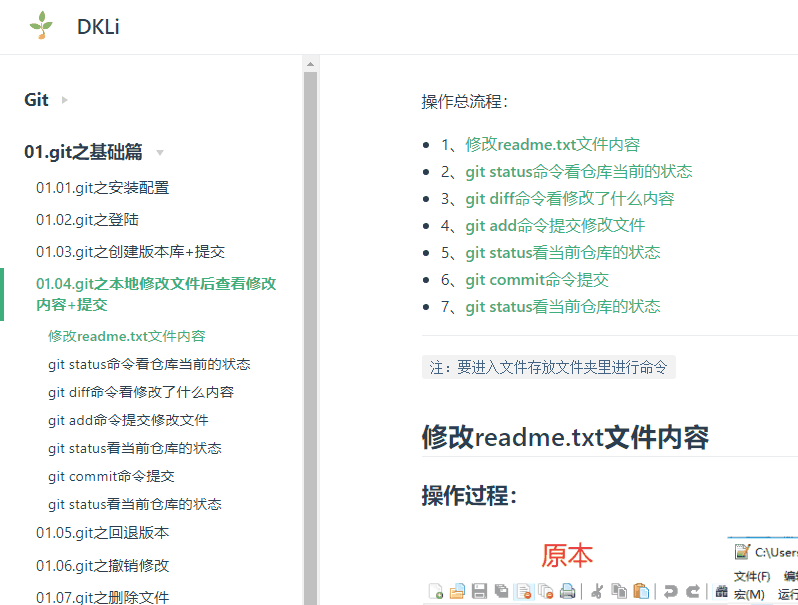 DKLi
Git
01.git之基础篇
01.01.git之安装配置
01.02.git之登陆
01.03.git之创建版本库+提交
01.04.git之本地修改文件后查看修改
内容+提交
修改readme.txt文件内容
git status命令看仓库当前的状态
git diff命令看修改了什么内容
git add命令提交修改文件
git status看当前仓库的状态
git commit命令提交
git status看当前仓库的状态
01.05.git之回退版本
01.06.git之撤销修改
01.07.git之删除文件
操作总流程：
1、修改readme.txt文件内容
2、git status命令看仓库当前的状态
3、git diff命令看修改了什么内容
4、git add命令提交修改文件
5、git status看当前仓库的状态
6、git commit命令提交
7、git status看当前仓库的状态
注：要进入文件存放文件夹里进行命令
修改readme.txt文件内容
操作过程：
原本
C:\Users
文件(F) 编辑
宏(M) 运行